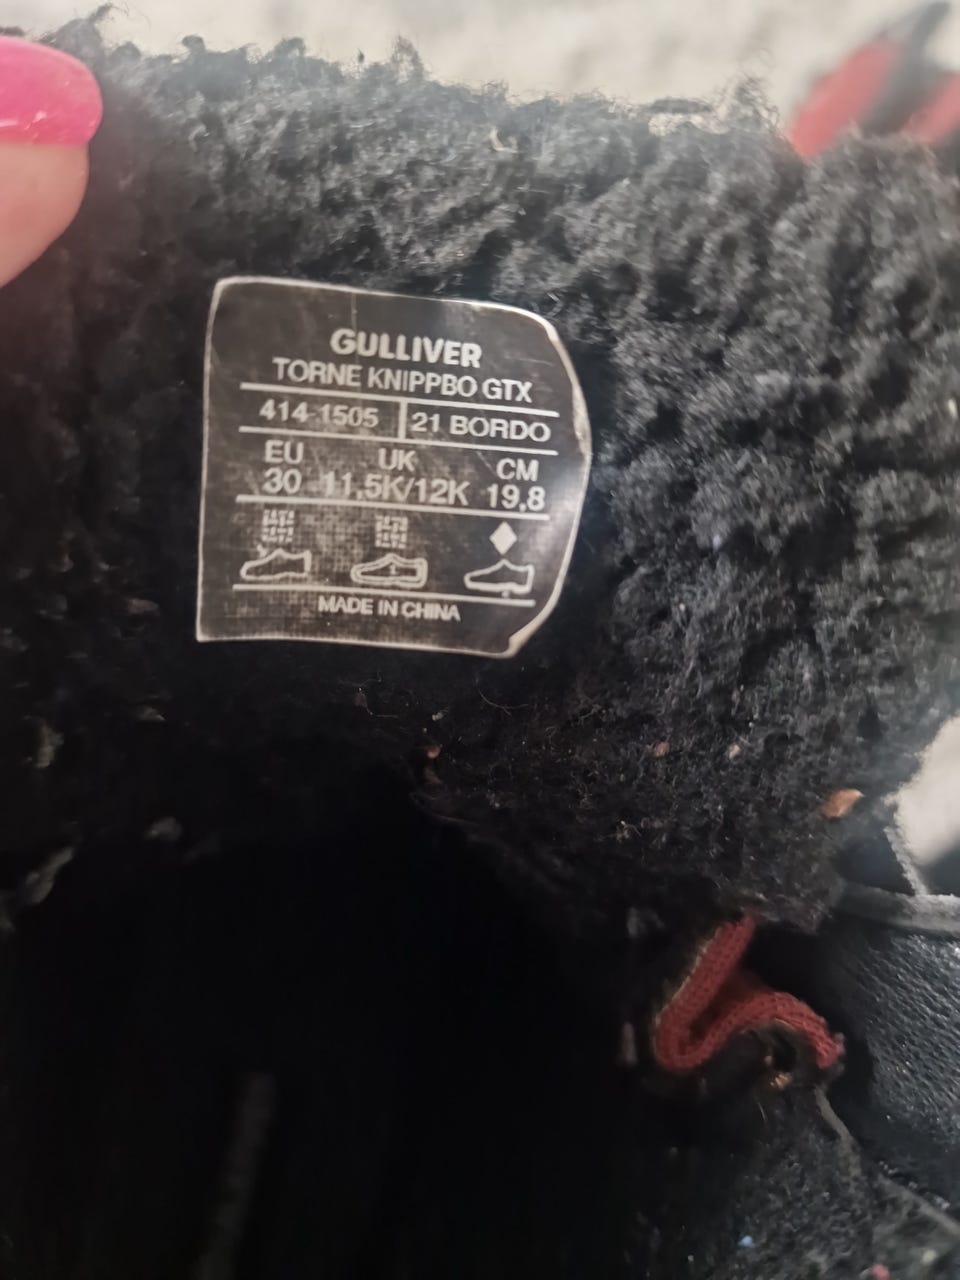 GULLIVER
TORNE KNIPPBO GTX
414-1505 21 BORDO
EU UK CM
30 11,5K/12K 19,8
MADE IN CHINA